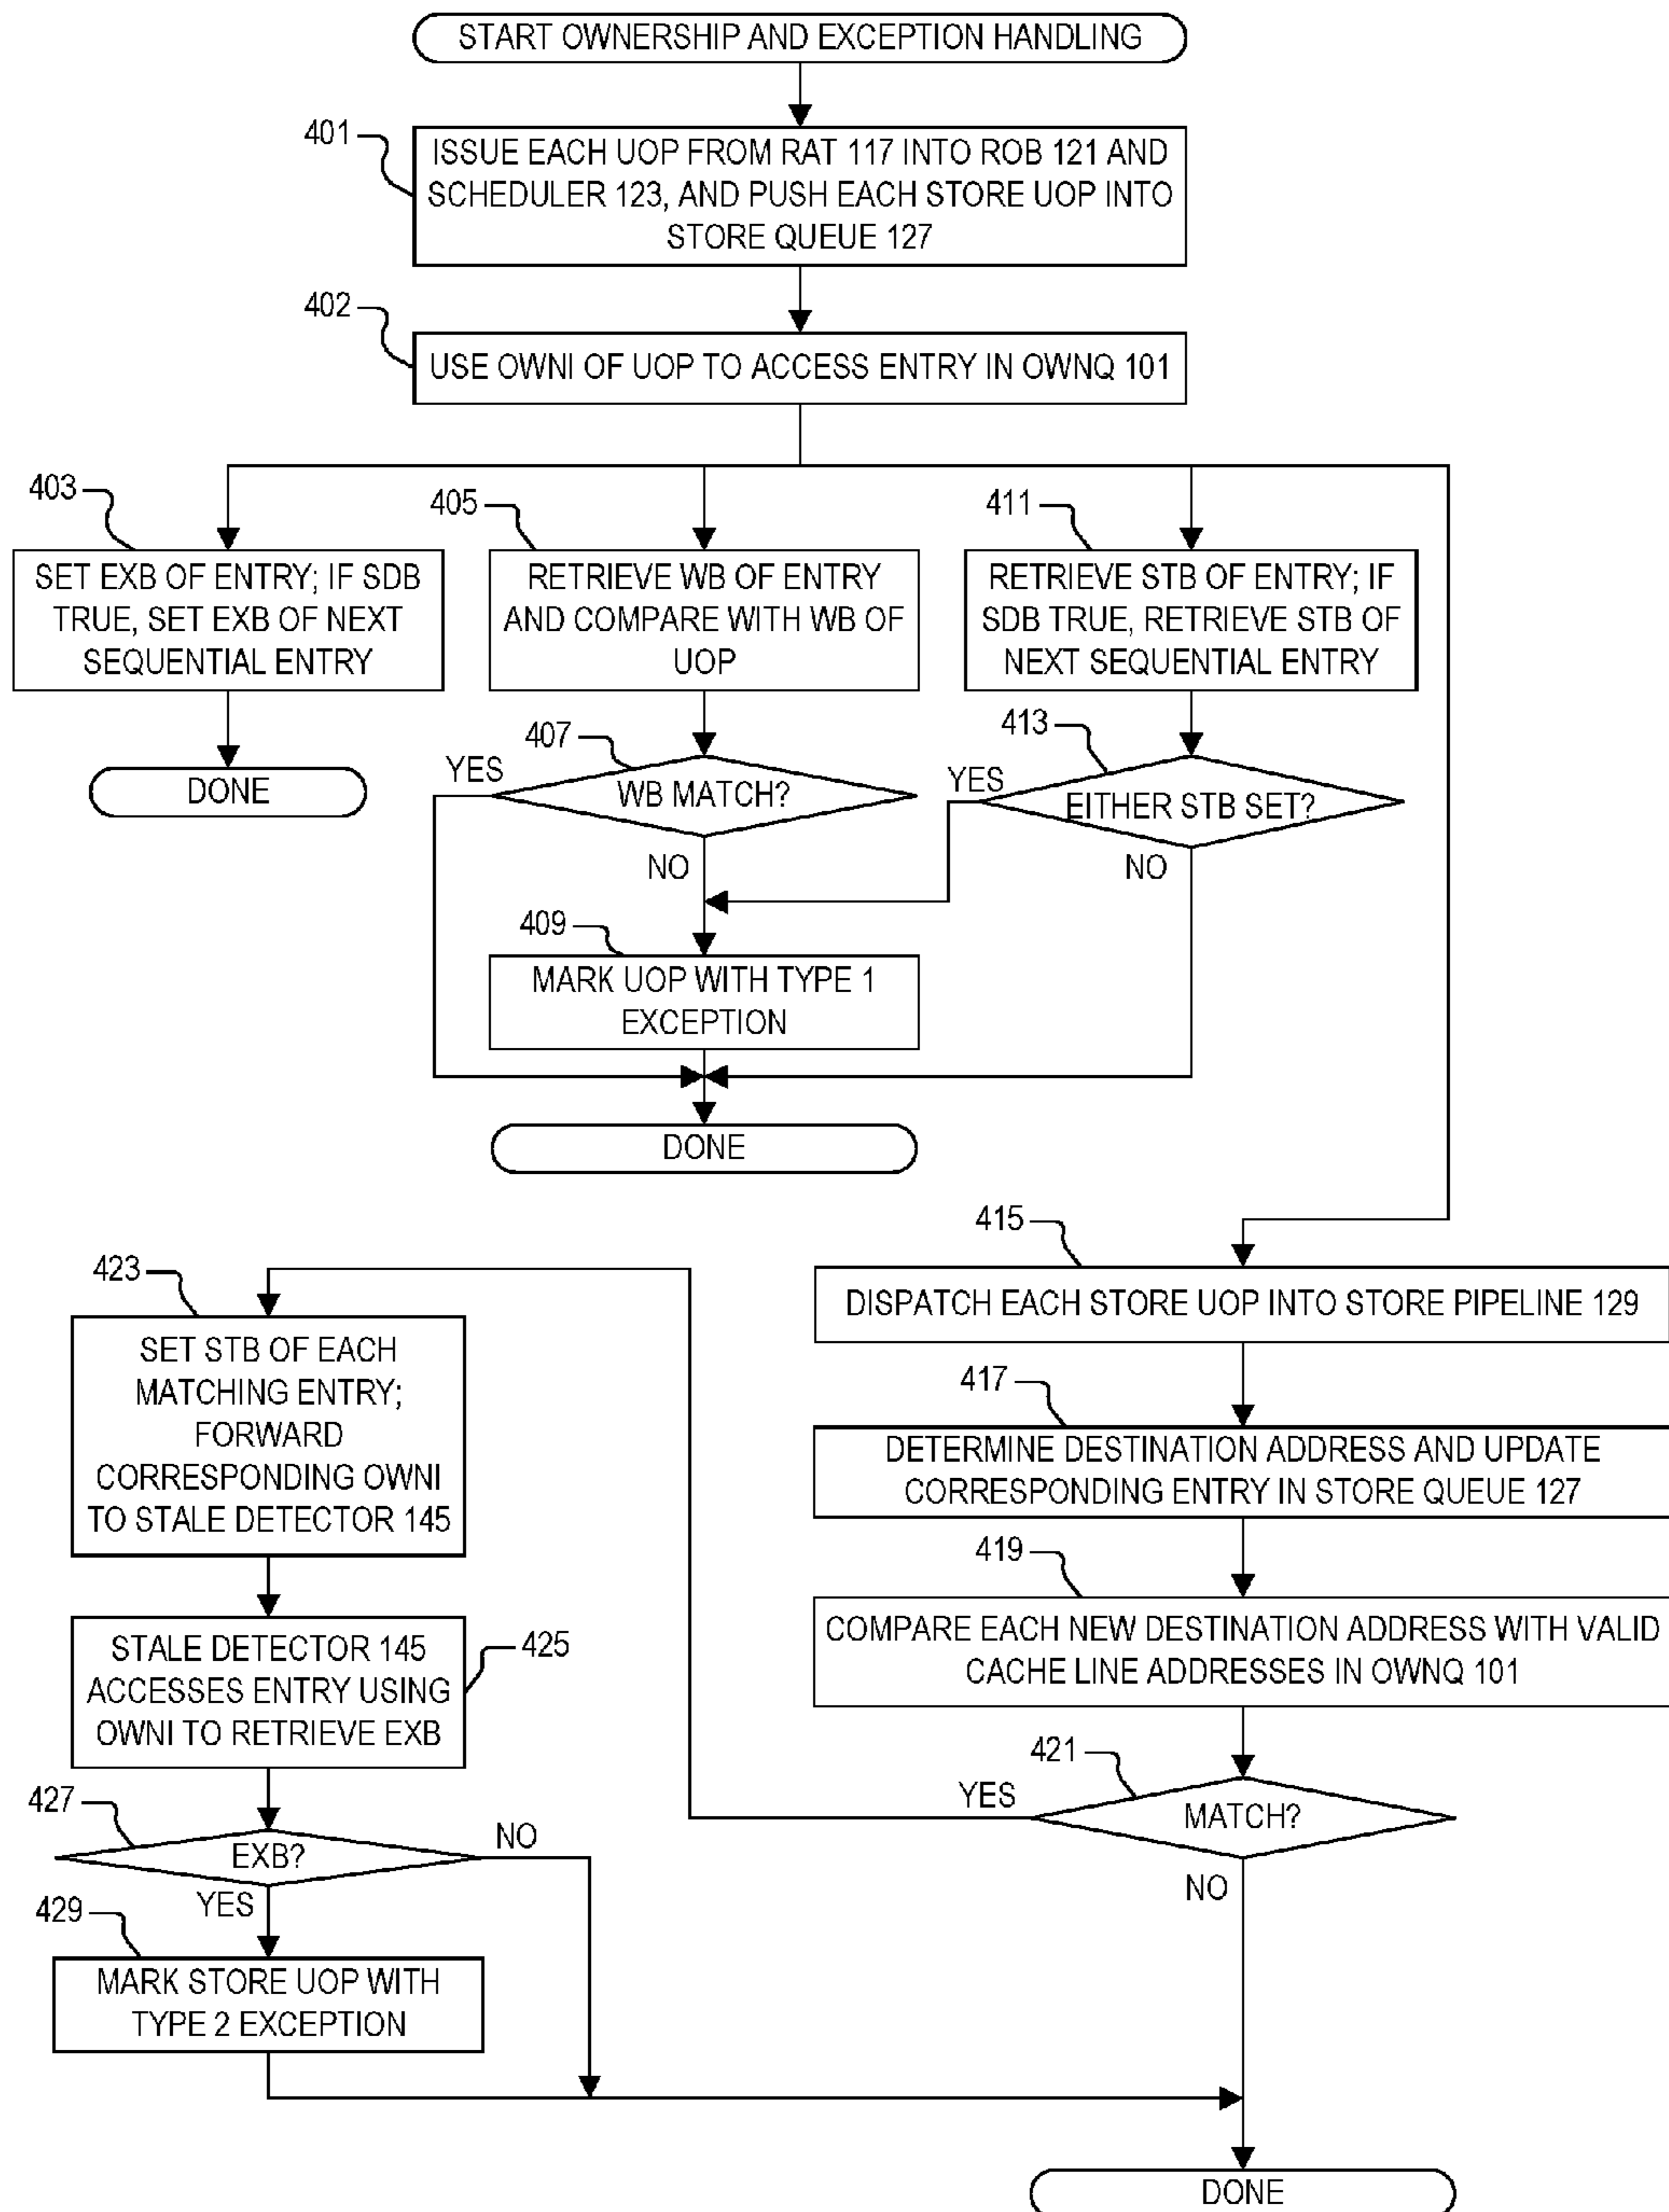 START OWNERSHIP AND EXCEPTION HANDLING
401
ISSUE EACH UOP FROM RAT 117 INTO ROB 121 AND
SCHEDULER 123, AND PUSH EACH STORE UOP INTO
STORE QUEUE 127
402
USE OWNI OF UOP TO ACCESS ENTRY IN OWNQ 101
403
SET EXB OF ENTRY; IF SDB
TRUE, SET EXB OF NEXT
SEQUENTIAL ENTRY
DONE
405
RETRIEVE WB OF ENTRY
AND COMPARE WITH WB OF
UOP
407
YES
WB MATCH?
NO
409
MARK UOP WITH TYPE 1
EXCEPTION
DONE
411
RETRIEVE STB OF ENTRY; IF
SDB TRUE, RETRIEVE STB OF
NEXT SEQUENTIAL ENTRY
413
YES
EITHER STB SET?
NO
415
DISPATCH EACH STORE UOP INTO STORE PIPELINE 129
417
DETERMINE DESTINATION ADDRESS AND UPDATE
CORRESPONDING ENTRY IN STORE QUEUE 127
419
COMPARE EACH NEW DESTINATION ADDRESS WITH VALID
CACHE LINE ADDRESSES IN OWNQ 101
421
YES
MATCH?
NO
423
SET STB OF EACH
MATCHING ENTRY;
FORWARD
CORRESPONDING OWNI
TO STALE DETECTOR 145
425
STALE DETECTOR 145
ACCESSES ENTRY USING
OWNI TO RETRIEVE EXB
427
EXB?
NO
YES
429
MARK STORE UOP WITH
TYPE 2 EXCEPTION
DONE